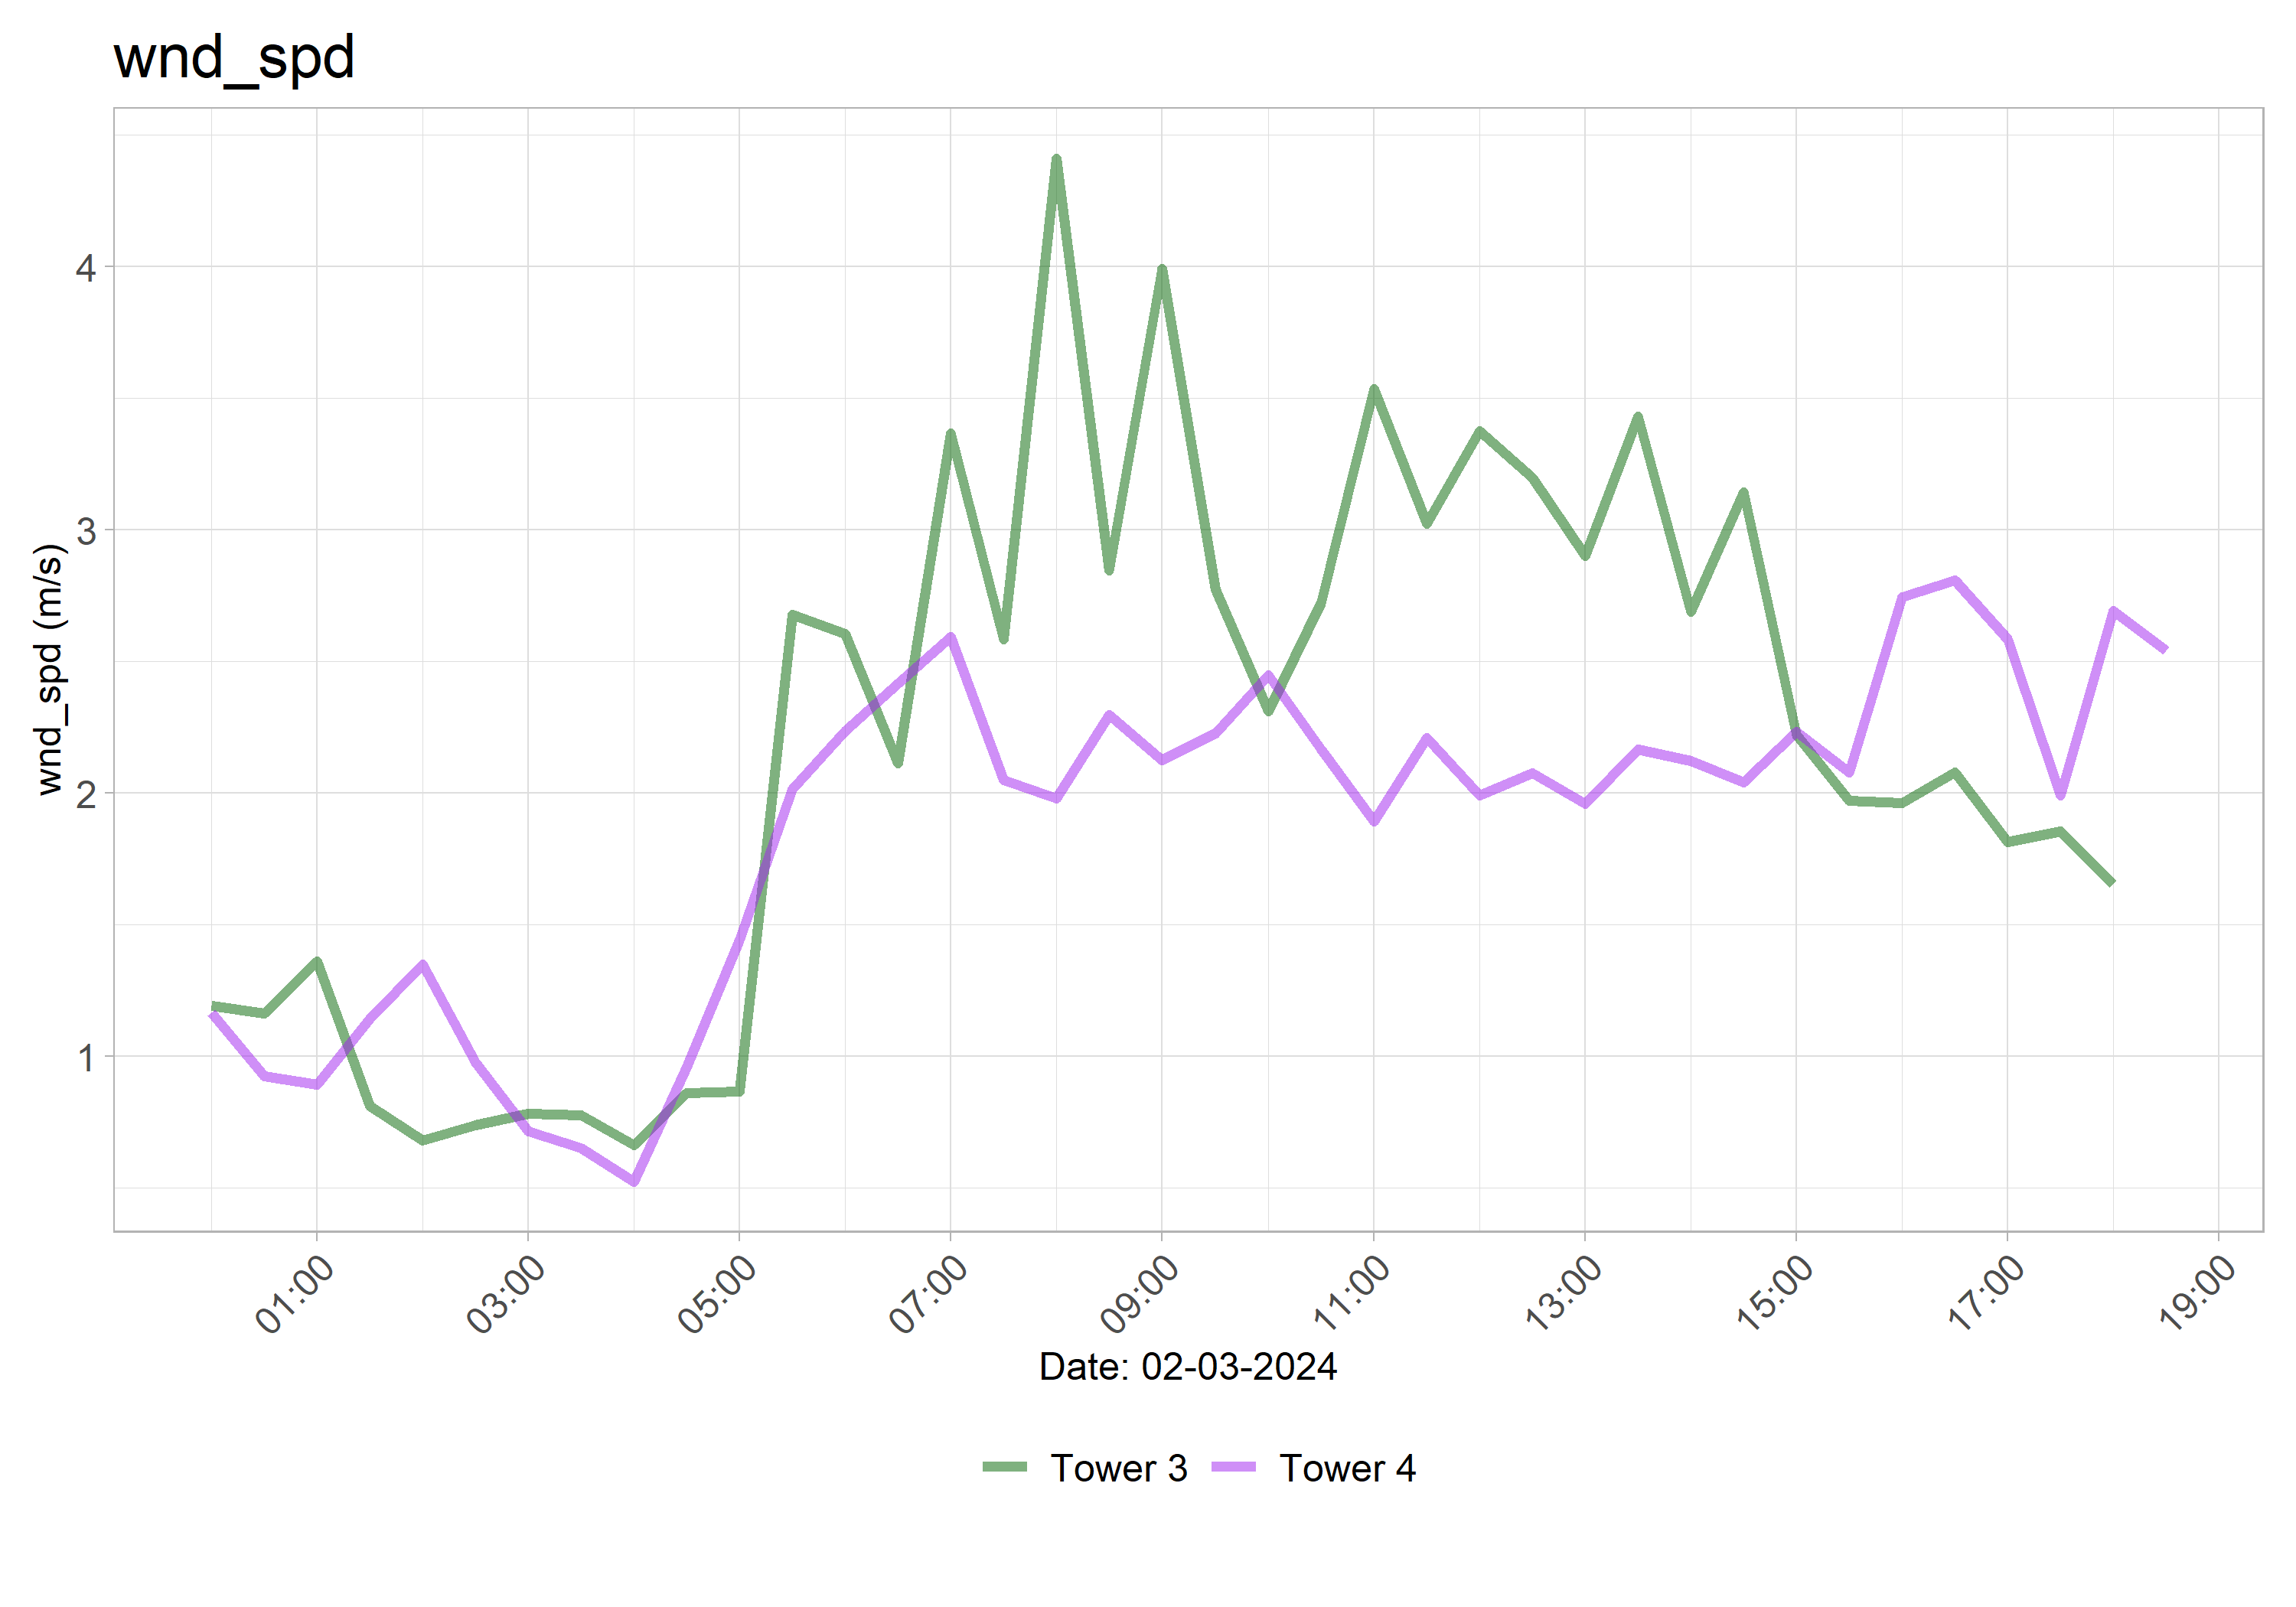 wnd_spd
wnd_spd (m/s)
4
3
2
1
01:00 03:00 05:00 07:00 09:00 11:00 13:00 15:00 17:00 19:00
Date: 02-03-2024
Tower 3 Tower 4